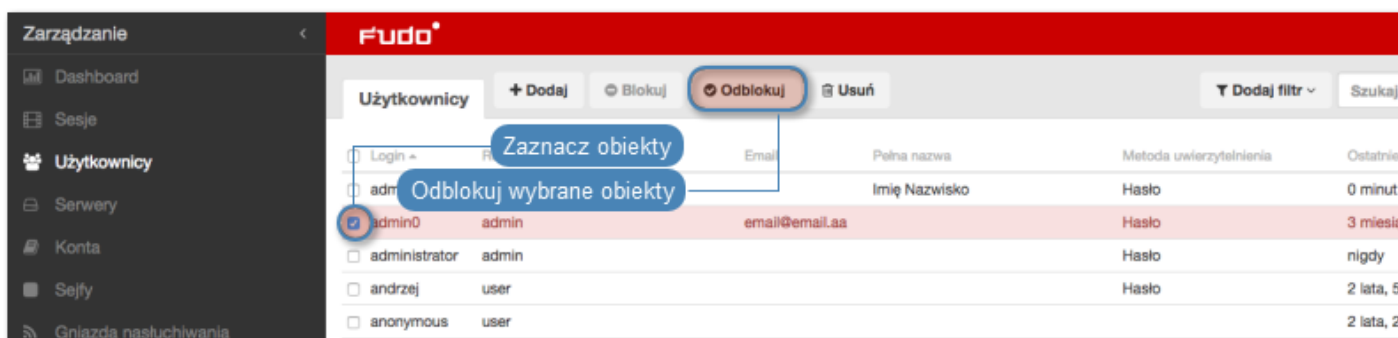 Zarządzanie
Fudo
Dashboard
Sesje
Użytkownicy
Serwery
Konta
Sejfy
Gniazda nasłuchiwania
Użytkownicy
+ Dodaj
Blokuj
Odblokuj
Usuń
Dodaj filtr
Szukaj
Zaznacz obiekty
Odblokuj wybrane obiekty
Login Email Pełna nazwa Metoda uwierzytelnienia Ostatnie
adm Imię Nazwisko Hasło 0 minut
admin0 admin email@email.aa Hasło 3 miesia
administrator admin Hasło nigdy
andrzej user Hasło 2 lata, 5
anonymous user 2 lata, 2